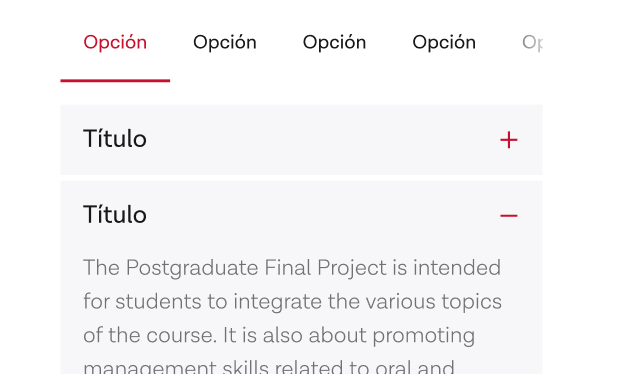 Opción Opción Opción Opción Op
Título
Título
The Postgraduate Final Project is intended
for students to integrate the various topics
of the course. It is also about promoting
management skills related to oral and